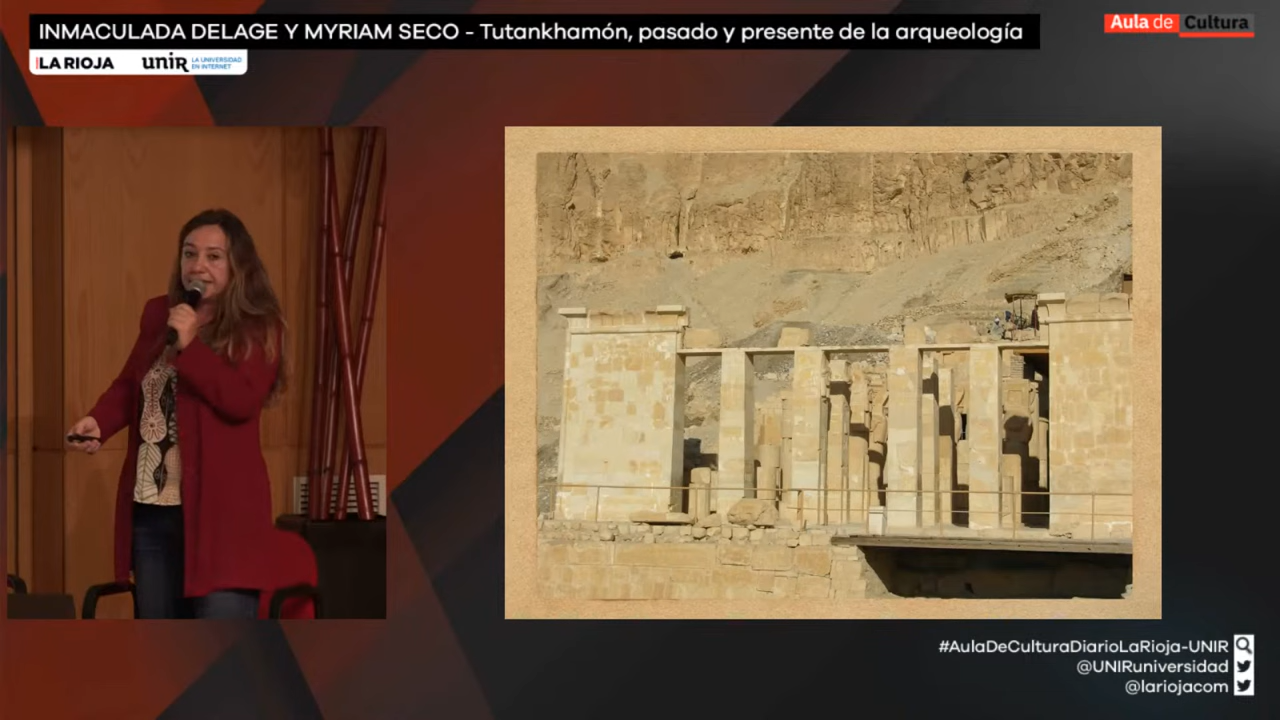 INMACULADA DELAGE Y MYRIAM SECO - Tutankhamón, pasado y presente de la arqueología
Aula de Cultura
LA RIOJA unir LA UNIVERSIDAD
EN INTERNET
#AulaDeCulturaDiarioLaRioja-UNIR
@UNIRuniversidad
@lariojacom